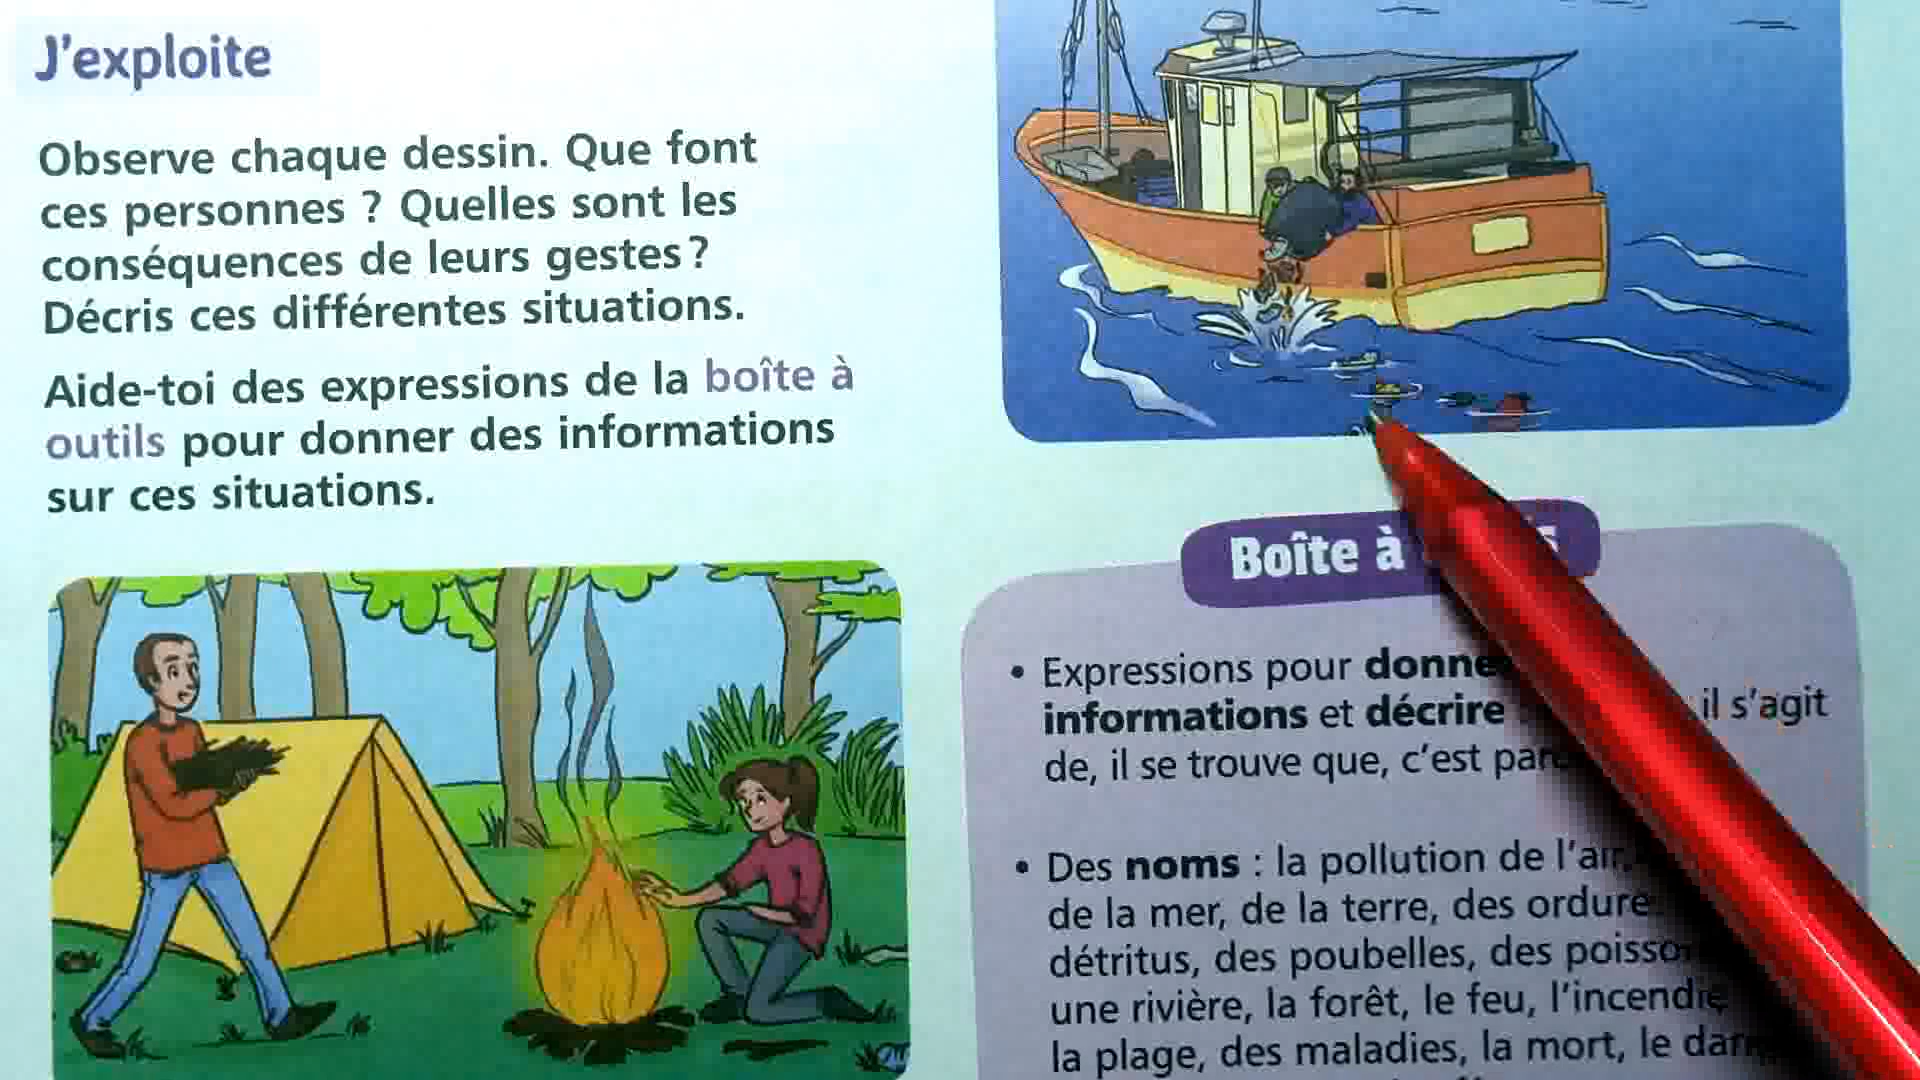 J'exploite
Observe chaque dessin. Que font
ces personnes ? Quelles sont les
conséquences de leurs gestes ?
Décris ces différentes situations.
Aide-toi des expressions de la boîte à
outils pour donner des informations
sur ces situations.
Boîte à
• Expressions pour
informations et décrire il s'agit
de, il se trouve que, c'est
• Des noms : la pollution de l'air,
de la mer, de la terre, des
détritus, des poubelles, des
une rivière, la forêt, le feu, l'incendie
la plage, des maladies, la mort, le